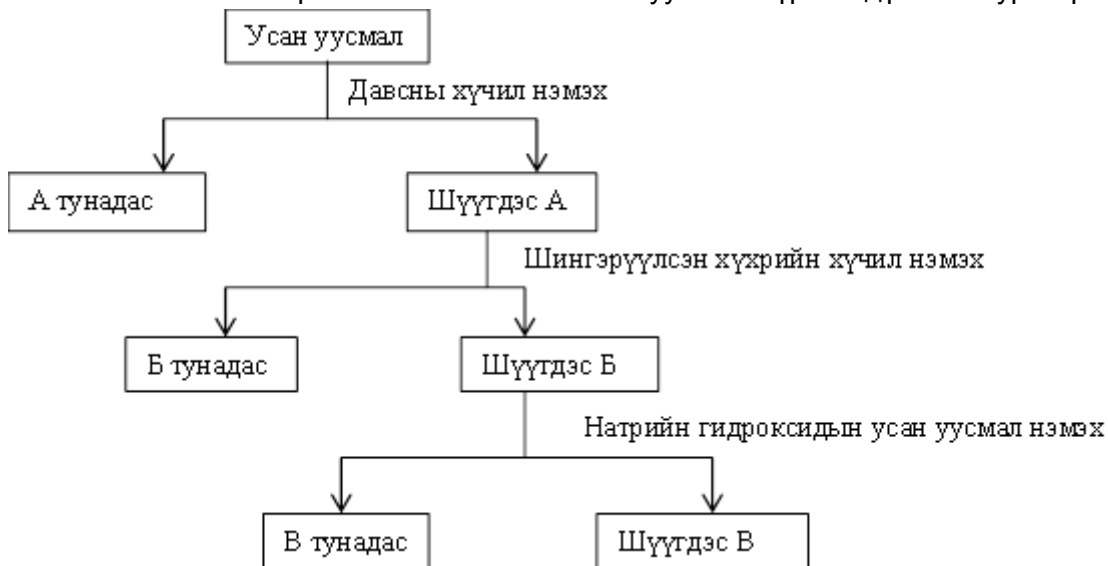 Усан уусмал
Давсны хүчил нэмэх
А тунадас
Шүүгдэс А
Шингэрүүлсэн хүхрийн хүчил нэмэх
Б тунадас
Шүүгдэс Б
Натрийн гидроксидын усан уусмал нэмэх
В тунадас
Шүүгдэс В